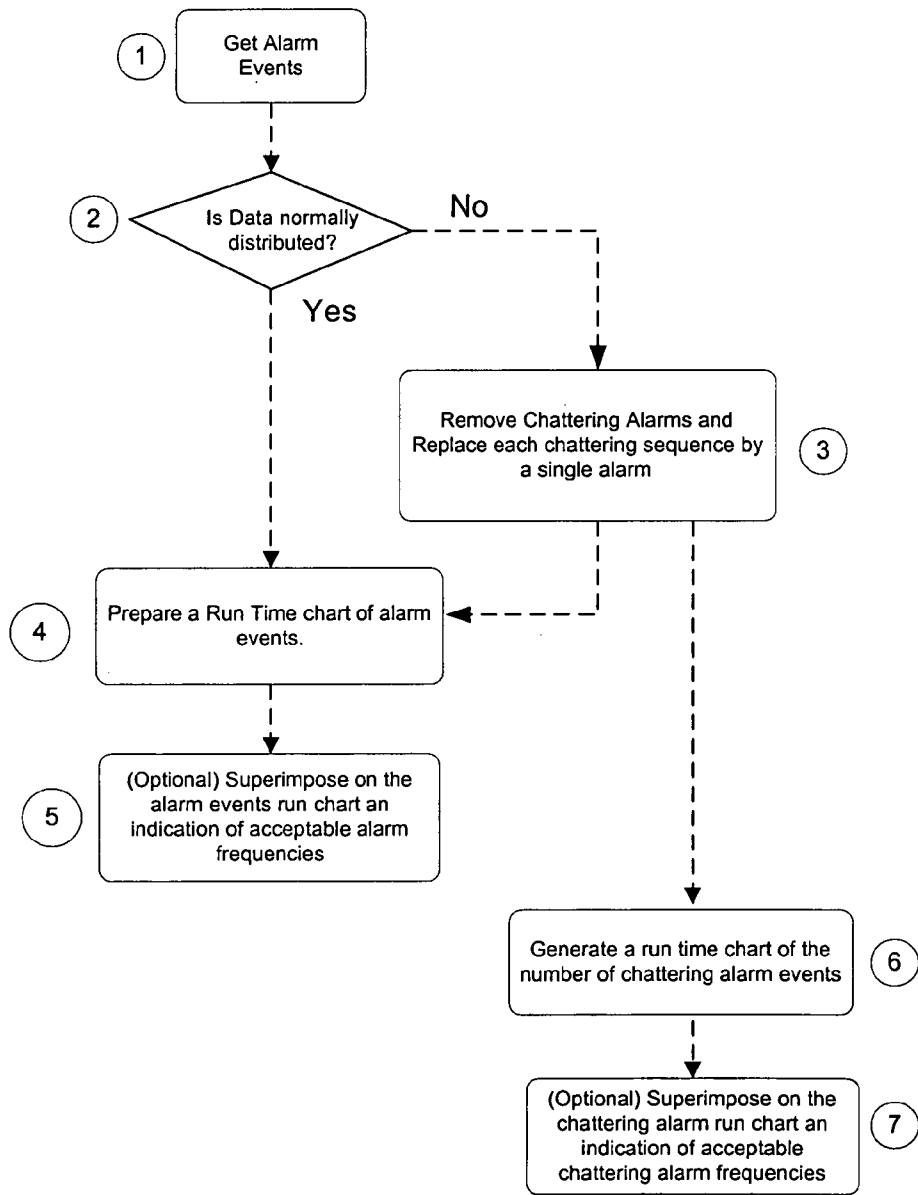 1
Get Alarm
Events
2
Is Data normally
distributed?
No
Yes
Remove Chattering Alarms and
Replace each chattering sequence by
a single alarm
3
4
Prepare a Run Time chart of alarm
events.
5
(Optional) Superimpose on the
alarm events run chart an
indication of acceptable alarm
frequencies
Generate a run time chart of the
number of chattering alarm events
6
(Optional) Superimpose on the
chattering alarm run chart an
indication of acceptable
chattering alarm frequencies
7